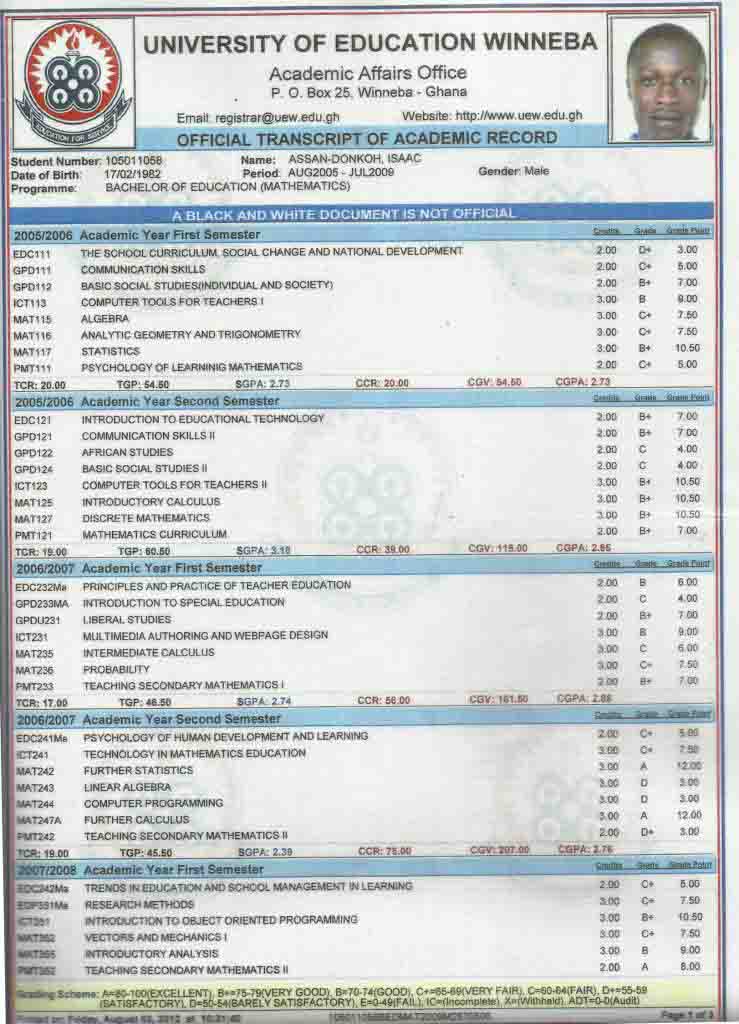 UNIVERSITY OF EDUCATION WINNEBA
Academic Affairs Office
P. O. Box 25, Winneba - Ghana
Email: registrar@uew.edu.gh Website: http://www.uew.edu.gh
EDUCATION FOR SERVICE
OFFICIAL TRANSCRIPT OF ACADEMIC RECORD
Student Number: 105011058 Name: ASSAN-DONKOH, ISAAC
Date of Birth: 17/02/1982 Period: AUG2005 - JUL2009 Gender: Male
Programme: BACHELOR OF EDUCATION (MATHEMATICS)
A BLACK AND WHITE DOCUMENT IS NOT OFFICIAL
2005/2006 Academic Year First Semester Credits Grade Grade Point
EDC111 THE SCHOOL CURRICULUM, SOCIAL CHANGE AND NATIONAL DEVELOPMENT 2.00 D+ 3.00
GPD111 COMMUNICATION SKILLS 2.00 C+ 5.00
GPD112 BASIC SOCIAL STUDIES(INDIVIDUAL AND SOCIETY) 2.00 B+ 7.00
ICT113 COMPUTER TOOLS FOR TEACHERS I 3.00 B 9.00
MAT115 ALGEBRA 3.00 C+ 7.50
MAT116 ANALYTIC GEOMETRY AND TRIGONOMETRY 3.00 C+ 7.50
MAT117 STATISTICS 3.00 B+ 10.50
PMT111 PSYCHOLOGY OF LEARNINIG MATHEMATICS 2.00 C+ 5.00
TCR: 20.00 TGP: 54.50 SGPA: 2.73 CCR: 20.00 CGV: 54.50 CGPA: 2.73
2005/2006 Academic Year Second Semester Credits Grade Grade Point
EDC121 INTRODUCTION TO EDUCATIONAL TECHNOLOGY 2.00 B+ 7.00
GPD121 COMMUNICATION SKILLS II 2.00 B+ 7.00
GPD122 AFRICAN STUDIES 2.00 C 4.00
GPD124 BASIC SOCIAL STUDIES II 2.00 C 4.00
ICT123 COMPUTER TOOLS FOR TEACHERS II 3.00 B+ 10.50
MAT125 INTRODUCTORY CALCULUS 3.00 B+ 10.50
MAT127 DISCRETE MATHEMATICS 3.00 B+ 10.50
PMT121 MATHEMATICS CURRICULUM 2.00 B+ 7.00
TCR: 19.00 TGP: 60.50 SGPA: 3.18 CCR: 39.00 CGV: 115.00 CGPA: 2.95
2006/2007 Academic Year First Semester Credits Grade Grade Point
EDC232Ma PRINCIPLES AND PRACTICE OF TEACHER EDUCATION 2.00 B 6.00
GPD233MA INTRODUCTION TO SPECIAL EDUCATION 2.00 C 4.00
GPDU231 LIBERAL STUDIES 2.00 B+ 7.00
ICT231 MULTIMEDIA AUTHORING AND WEBPAGE DESIGN 3.00 B 9.00
MAT235 INTERMEDIATE CALCULUS 3.00 C 6.00
MAT236 PROBABILITY 3.00 C+ 7.50
PMT233 TEACHING SECONDARY MATHEMATICS I 2.00 B+ 7.00
TCR: 17.00 TGP: 46.50 SGPA: 2.74 CCR: 56.00 CGV: 161.50 CGPA: 2.88
2006/2007 Academic Year Second Semester Credits Grade Grade Point
EDC241Ma PSYCHOLOGY OF HUMAN DEVELOPMENT AND LEARNING 2.00 C+ 5.00
ICT241 TECHNOLOGY IN MATHEMATICS EDUCATION 3.00 C+ 7.50
MAT242 FURTHER STATISTICS 3.00 A 12.00
MAT243 LINEAR ALGEBRA 3.00 D 3.00
MAT244 COMPUTER PROGRAMMING 3.00 D 3.00
MAT247A FURTHER CALCULUS 3.00 A 12.00
PMT242 TEACHING SECONDARY MATHEMATICS II 2.00 D+ 3.00
TCR: 19.00 TGP: 45.50 SGPA: 2.39 CCR: 75.00 CGV: 207.00 CGPA: 2.76
2007/2008 Academic Year First Semester Credits Grade Grade Point
EDC242Ma TRENDS IN EDUCATION AND SCHOOL MANAGEMENT IN LEARNING 2.00 C+ 5.00
EDP351Ma RESEARCH METHODS 3.00 C+ 7.50
ICT351 INTRODUCTION TO OBJECT ORIENTED PROGRAMMING 3.00 B+ 10.50
MAT352 VECTORS AND MECHANICS I 3.00 C+ 7.50
MAT355 INTRODUCTORY ANALYSIS 3.00 B 9.00
PMT352 TEACHING SECONDARY MATHEMATICS II 2.00 A 8.00
Grading Scheme: A=80-100(EXCELLENT), B+=75-79(VERY GOOD), B=70-74(GOOD), C+=65-69(VERY FAIR), C=60-64(FAIR), D+=55-59
(SATISFACTORY), D=50-54(BARELY SATISFACTORY), E=0-49(FAIL), IC=(Incomplete), X=(Withheld), ADT=0-0(Audit)
Printed on: Friday, August 03, 2012 at Page 1 of 3